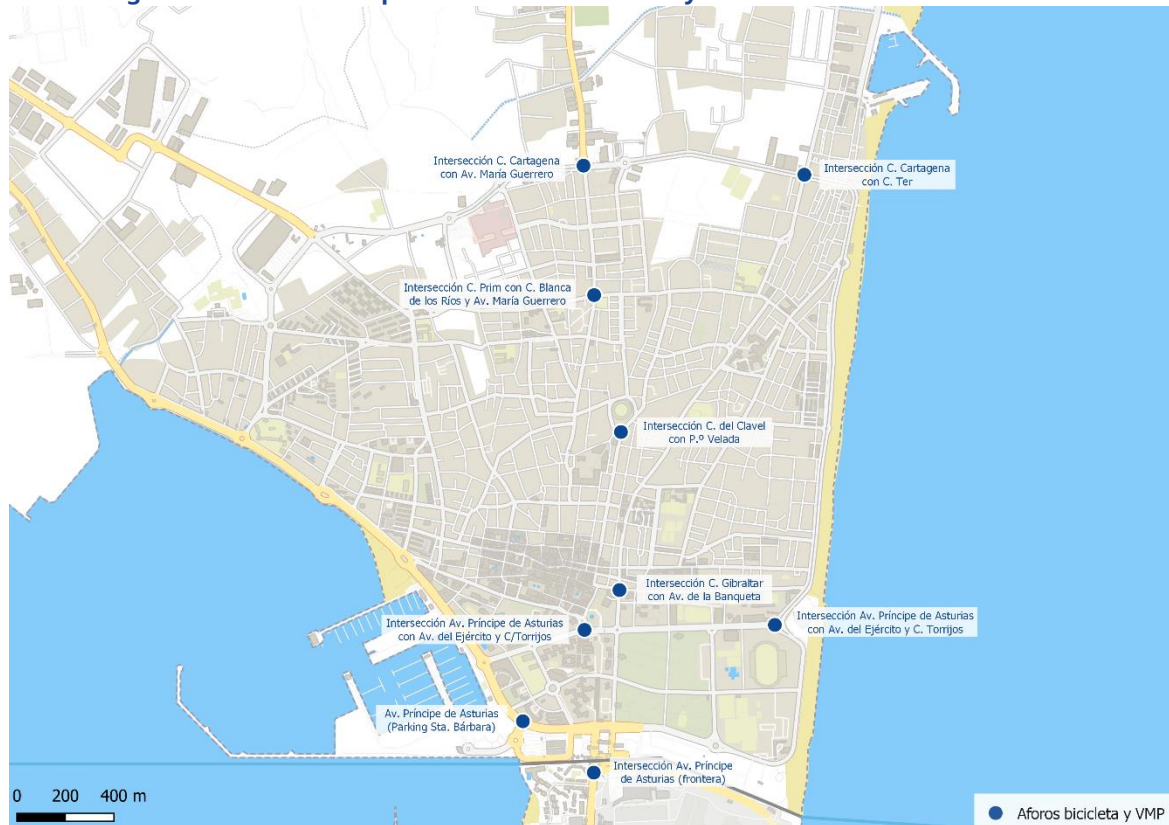 Intersección C. Cartagena
con Av. María Guerrero
Intersección C. Cartagena
con C. Ter
Intersección C. Prim con C. Blanca
de los Ríos y Av. María Guerrero
Intersección C. del Clavel
con P.º Velada
Intersección C. Gibraltar
con Av. de la Banqueta
Intersección Av. Príncipe de Asturias
con Av. del Ejército y C/Torrijos
Intersección Av. Príncipe de Asturias
con Av. del Ejército y C. Torrijos
Av. Príncipe de Asturias
(Parking Sta. Bárbara)
Intersección Av. Príncipe
de Asturias (frontera)
0 200 400 m
Aforos bicicleta y VMP